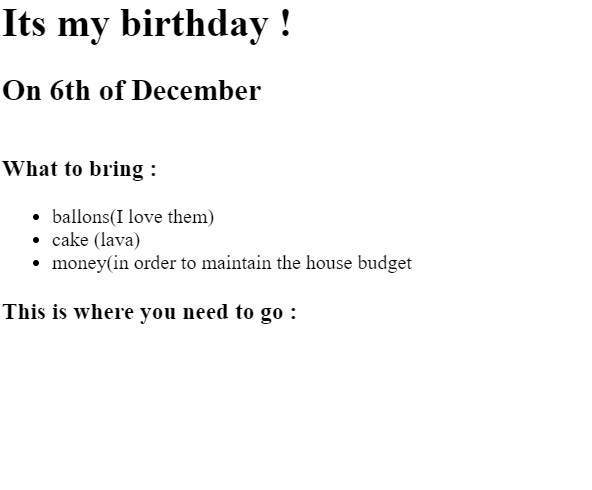 Its my birthday !
On 6th of December
What to bring :
ballons(I love them)
cake (lava)
money(in order to maintain the house budget
This is where you need to go :